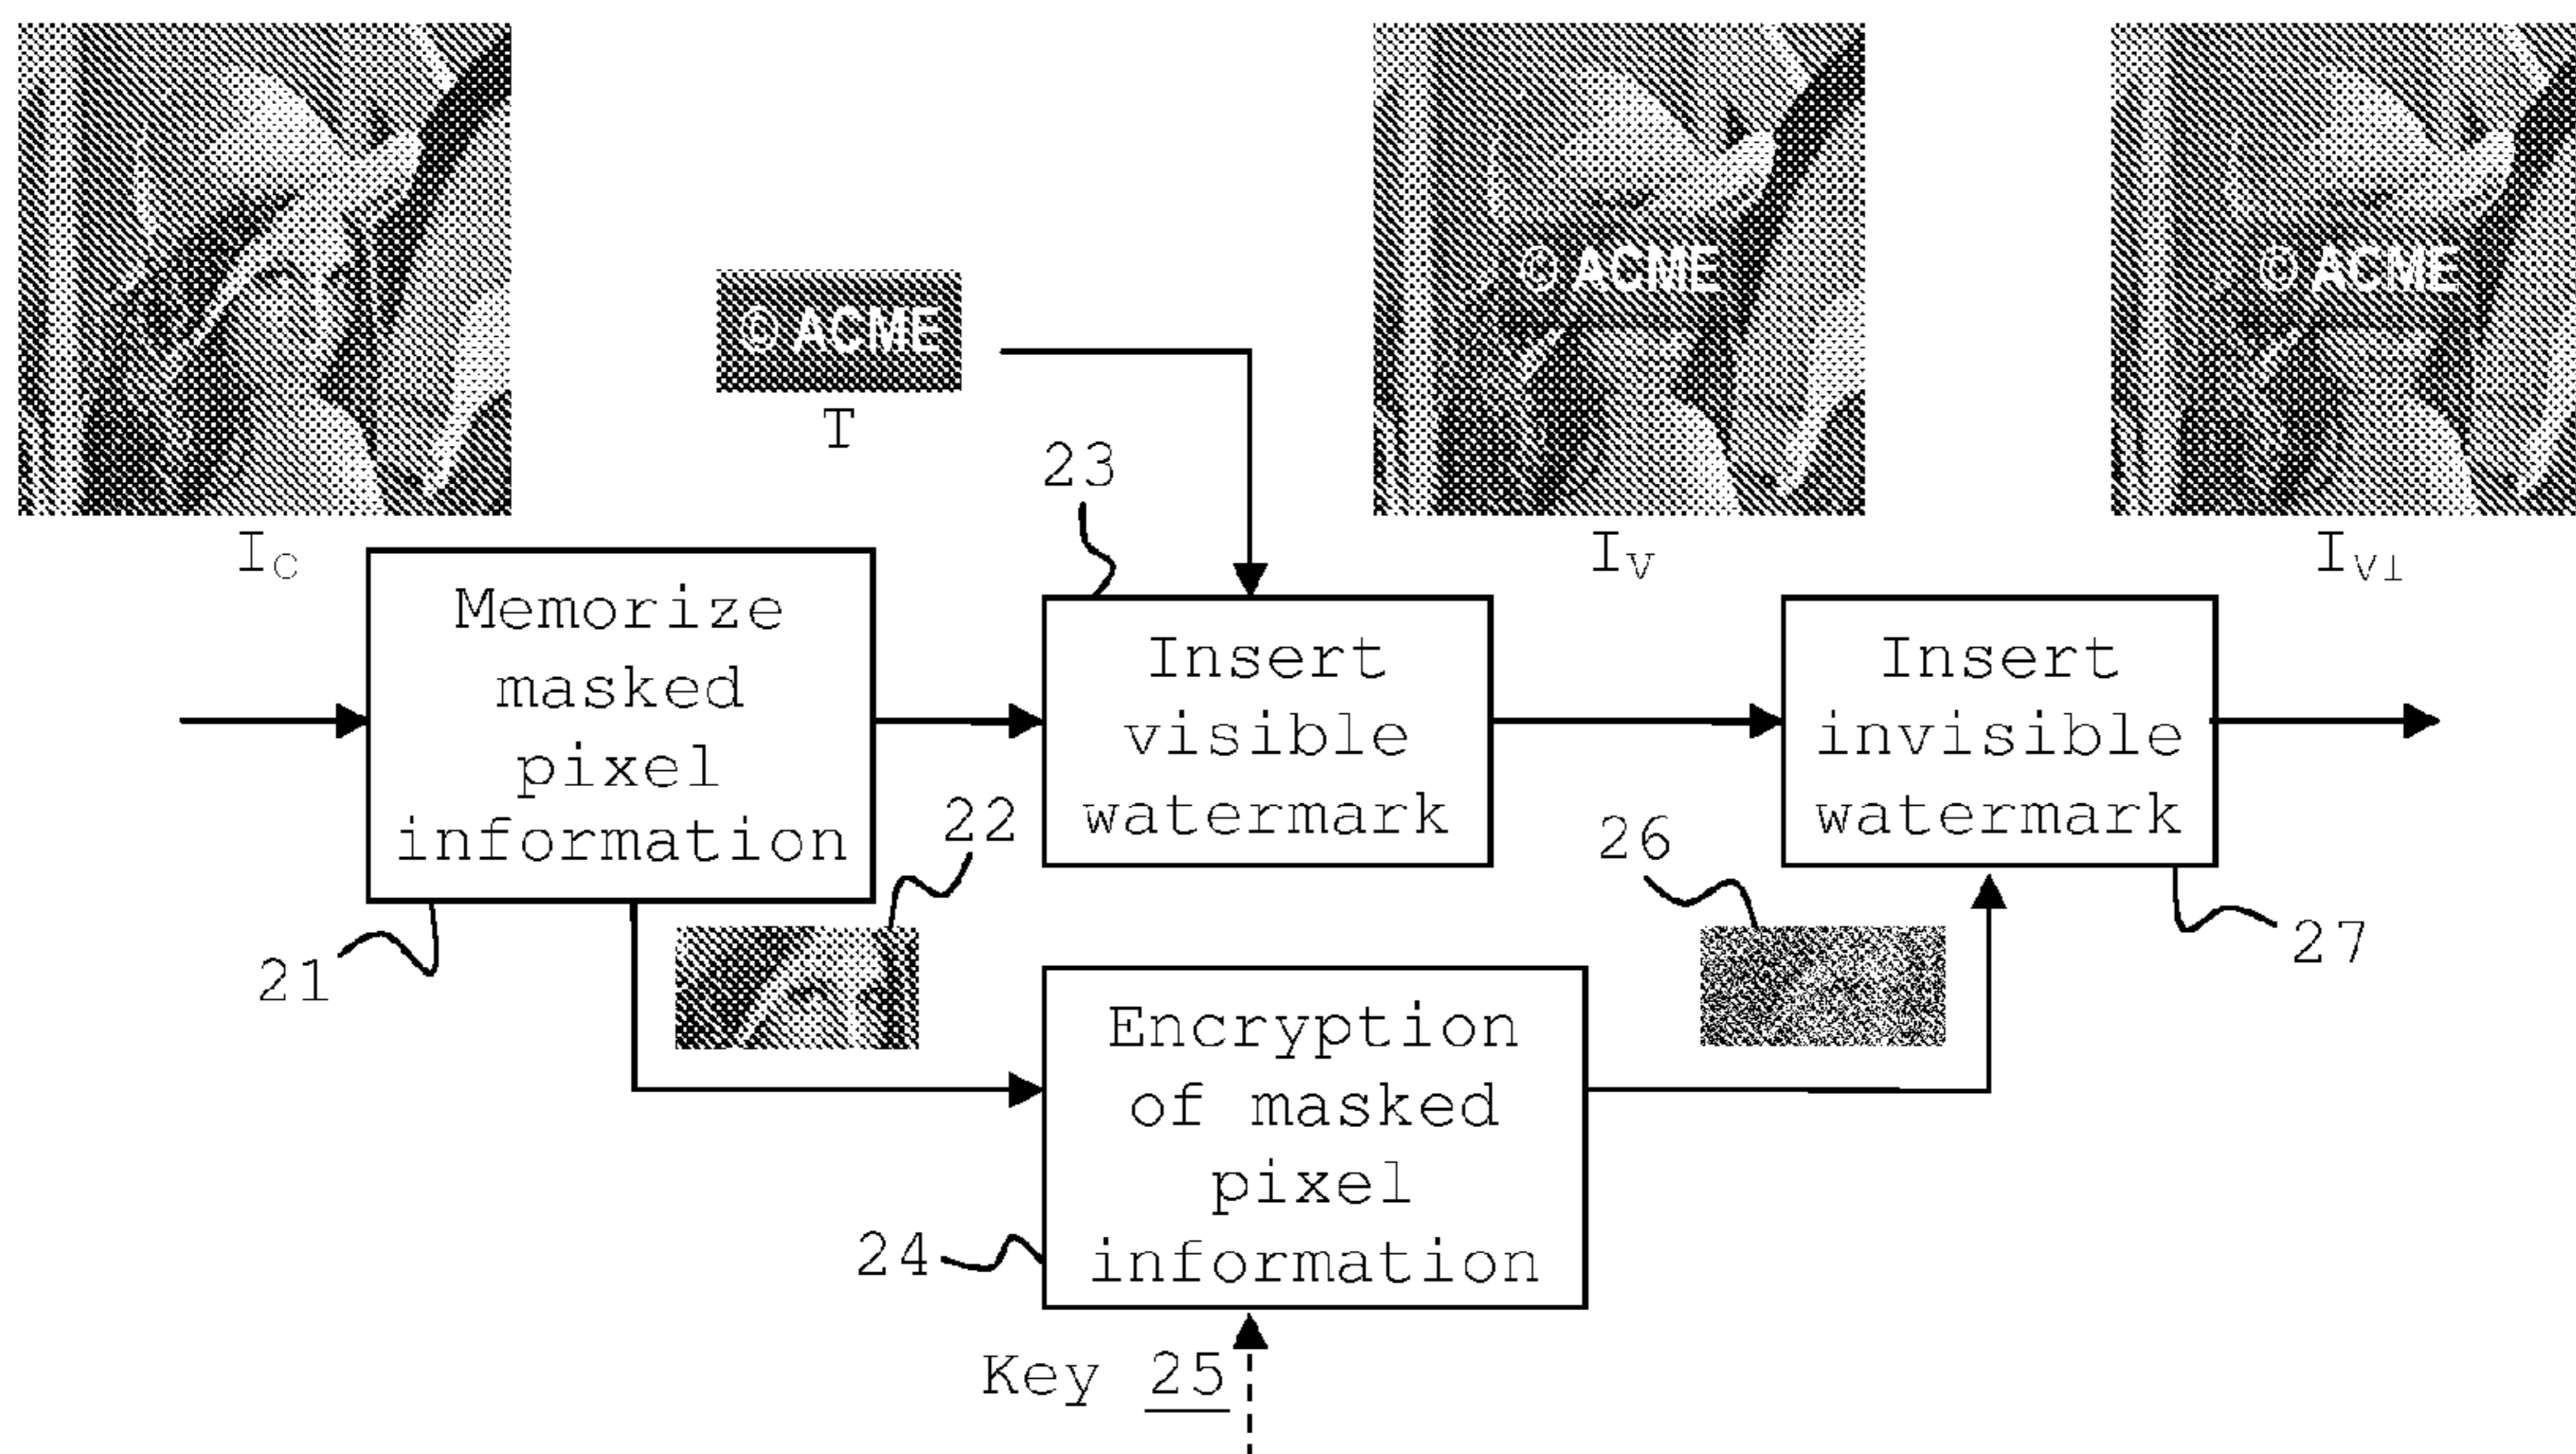 © ACME
© ACME
© ACME
T
23
I_O
I_V
I_VI
Memorize
masked
pixel
information
Insert
visible
watermark
Insert
invisible
watermark
22
26
21
27
Encryption
of masked
pixel
information
24
Key 25